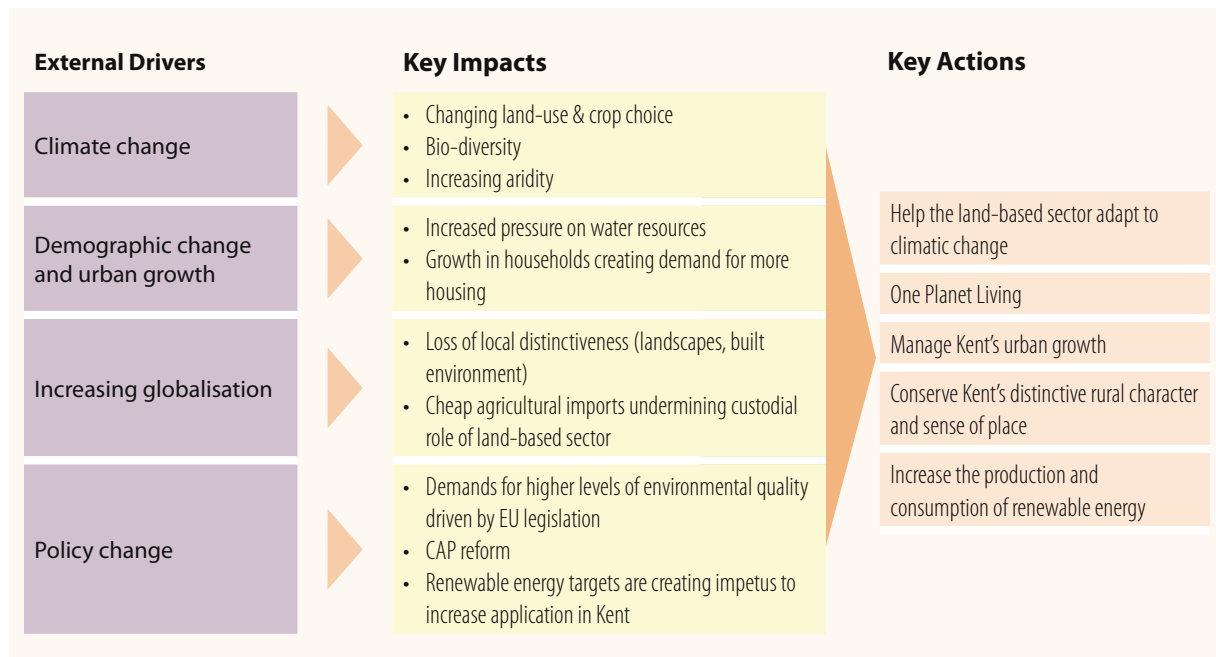 External Drivers
Key Impacts
Key Actions
Climate change
• Changing land-use & crop choice
• Bio-diversity
• Increasing aridity
Demographic change
and urban growth
• Increased pressure on water resources
• Growth in households creating demand for more
housing
Increasing globalisation
• Loss of local distinctiveness (landscapes, built
environment)
• Cheap agricultural imports undermining custodial
role of land-based sector
Policy change
• Demands for higher levels of environmental quality
driven by EU legislation
• CAP reform
• Renewable energy targets are creating impetus to
increase application in Kent
Help the land-based sector adapt to
climatic change
One Planet Living
Manage Kent’s urban growth
Conserve Kent’s distinctive rural character
and sense of place
Increase the production and
consumption of renewable energy